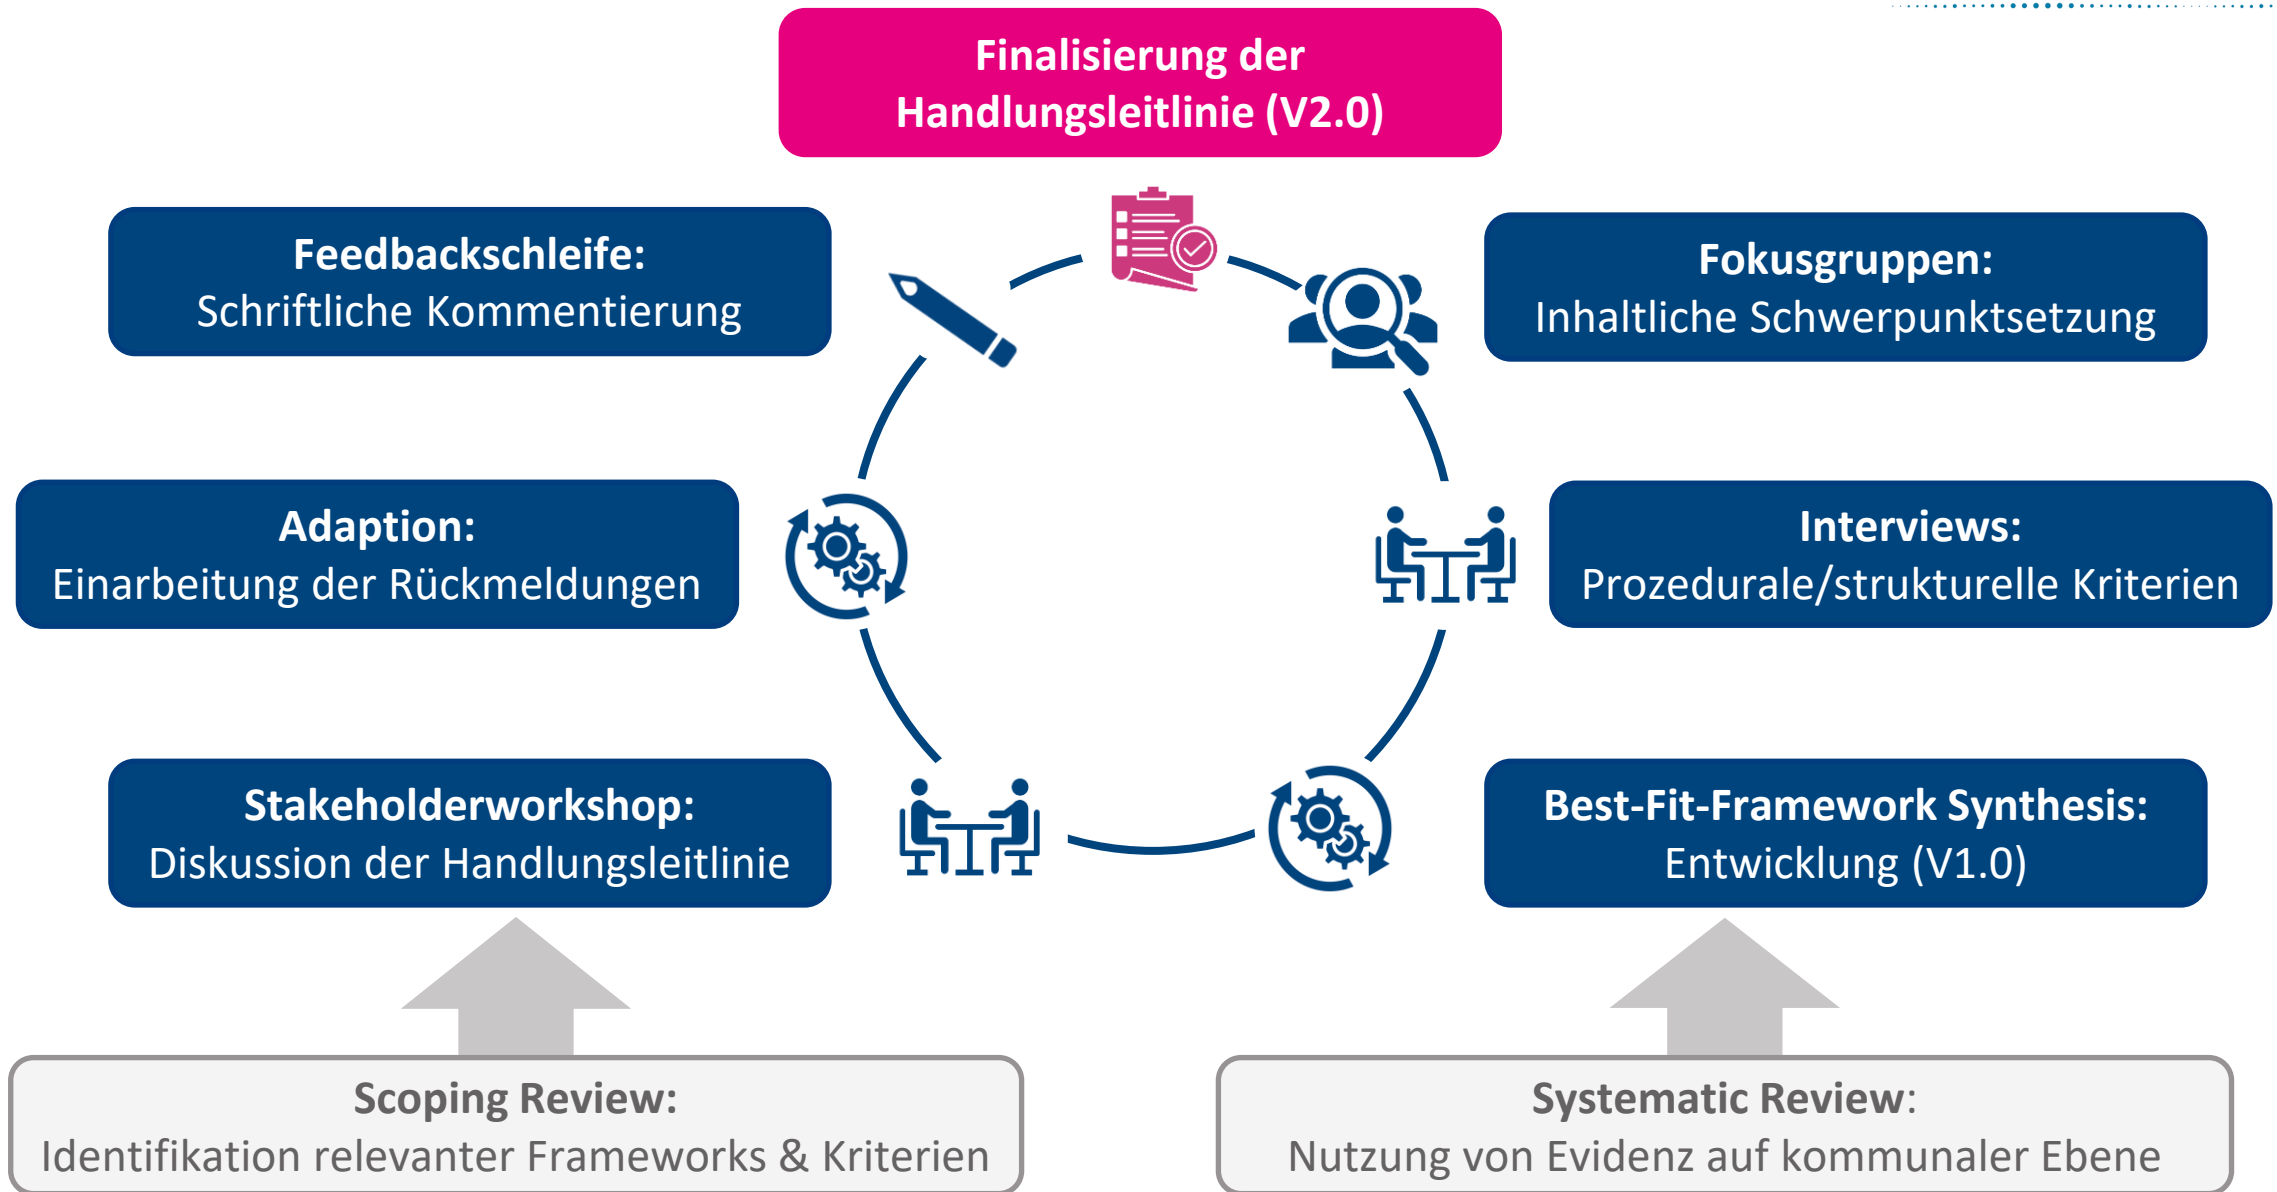 Finalisierung der
Handlungsleitlinie (V2.0)
Feedbackschleife:
Schriftliche Kommentierung
Fokusgruppen:
Inhaltliche Schwerpunktsetzung
Adaption:
Einarbeitung der Rückmeldungen
Interviews:
Prozedurale/strukturelle Kriterien
Stakeholderworkshop:
Diskussion der Handlungsleitlinie
Best-Fit-Framework Synthesis:
Entwicklung (V1.0)
Scoping Review:
Identifikation relevanter Frameworks & Kriterien
Systematic Review:
Nutzung von Evidenz auf kommunaler Ebene